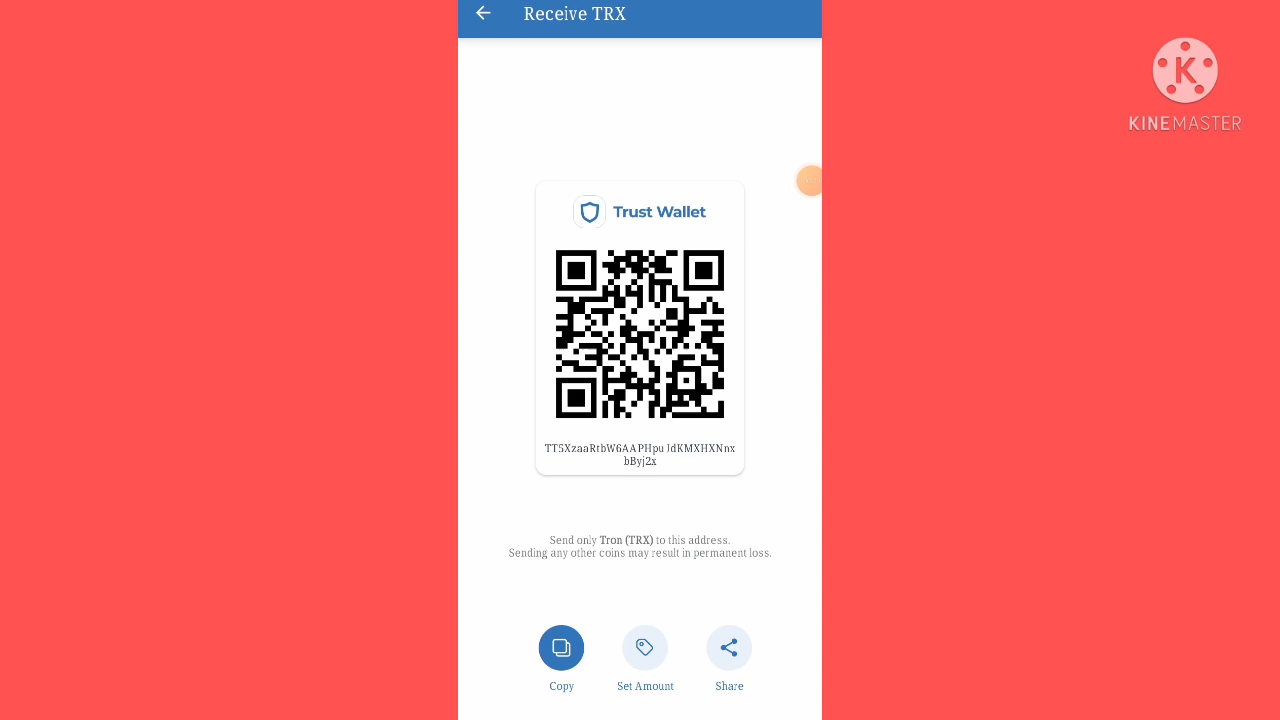 Receive TRX
KINEMASTER
Trust Wallet
TT5XzaaRtbW6AAPHpuJdKMXHXNnx
bByj2x
Send only Tron (TRX) to this address.
Sending any other coins may result in permanent loss.
Copy
Set Amount
Share